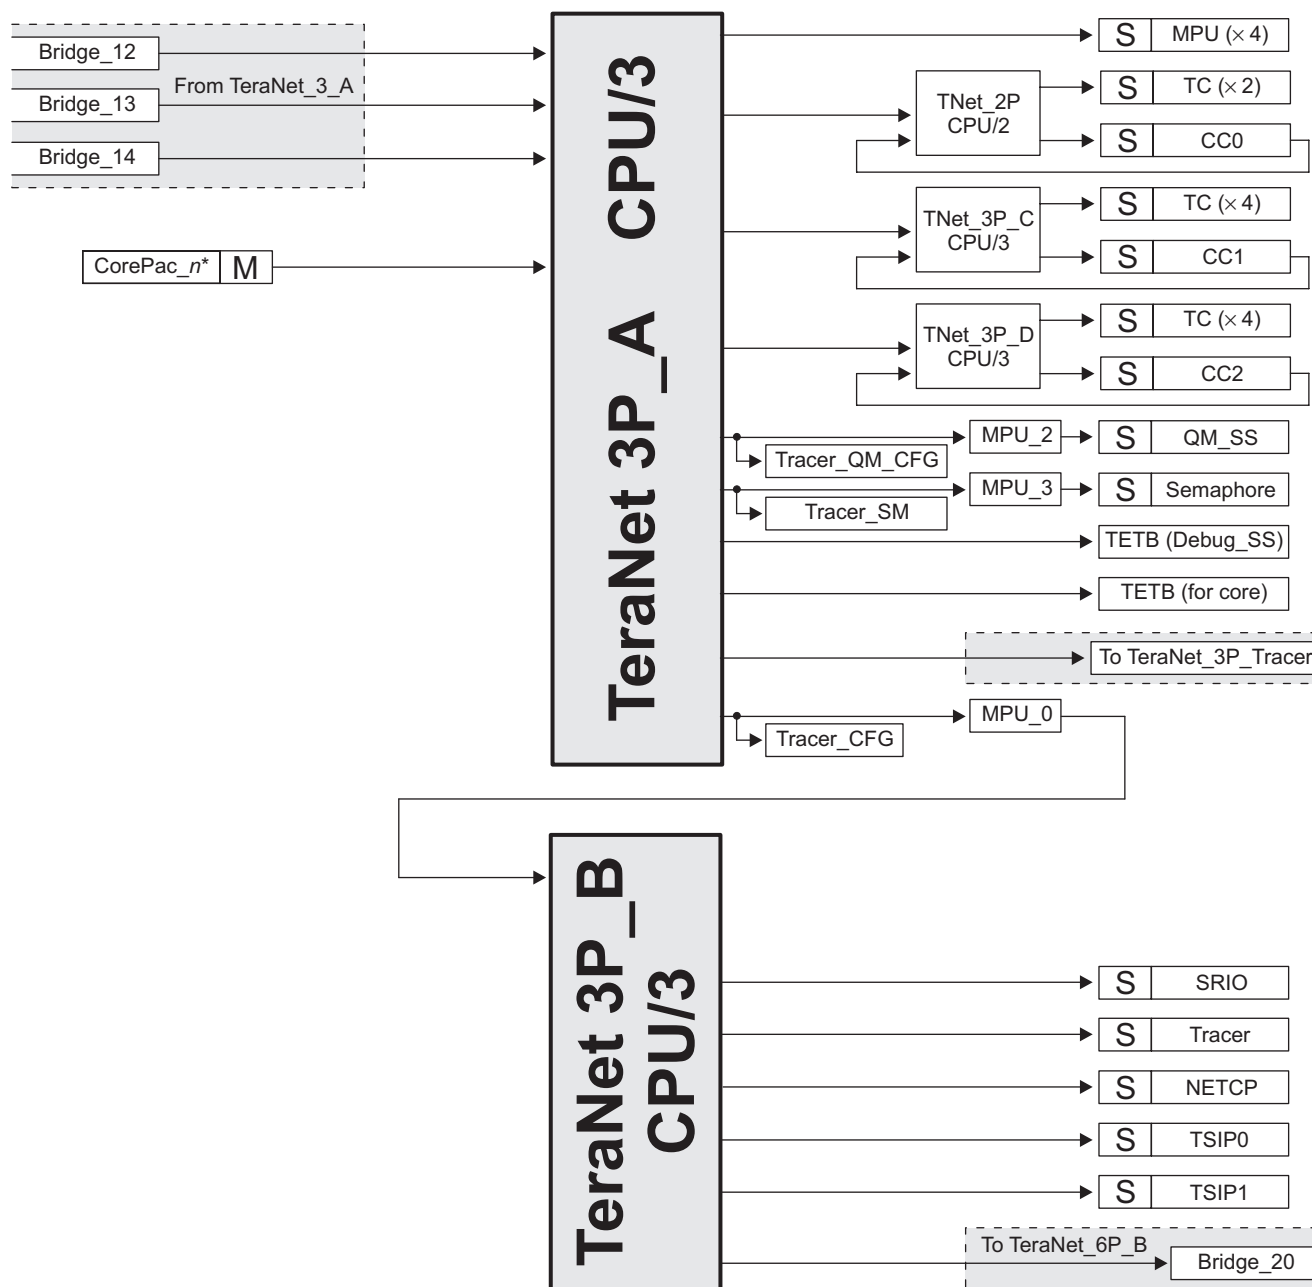 Bridge_12
From TeraNet_3_A
Bridge_13
Bridge_14
CorePac_n* M
TeraNet 3P_A CPU/3
S MPU (× 4)
TNet_2P
CPU/2
S TC (× 2)
S CC0
TNet_3P_C
CPU/3
S TC (× 4)
S CC1
TNet_3P_D
CPU/3
S TC (× 4)
S CC2
MPU_2 S QM_SS
Tracer_QM_CFG
MPU_3 S Semaphore
Tracer_SM
TETB (Debug_SS)
TETB (for core)
To TeraNet_3P_Tracer
MPU_0
Tracer_CFG
TeraNet 3P_B
CPU/3
S SRIO
S Tracer
S NETCP
S TSIP0
S TSIP1
To TeraNet_6P_B
Bridge_20